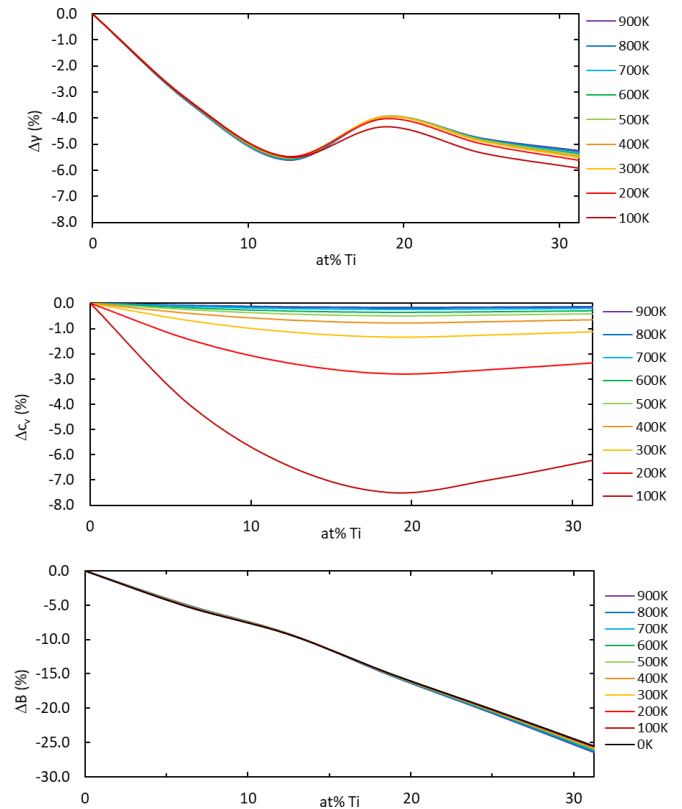 0.0
-1.0
-2.0
-3.0
-4.0
-5.0
-6.0
-7.0
-8.0
Δγ (%)
0 10 20 30
at% Ti
900K
800K
700K
600K
500K
400K
300K
200K
100K
0.0
-1.0
-2.0
-3.0
-4.0
-5.0
-6.0
-7.0
-8.0
Δcᵥ (%)
0 10 20 30
at% Ti
900K
800K
700K
600K
500K
400K
300K
200K
100K
0.0
-5.0
-10.0
-15.0
-20.0
-25.0
-30.0
ΔB (%)
0 10 20 30
at% Ti
900K
800K
700K
600K
500K
400K
300K
200K
100K
0K